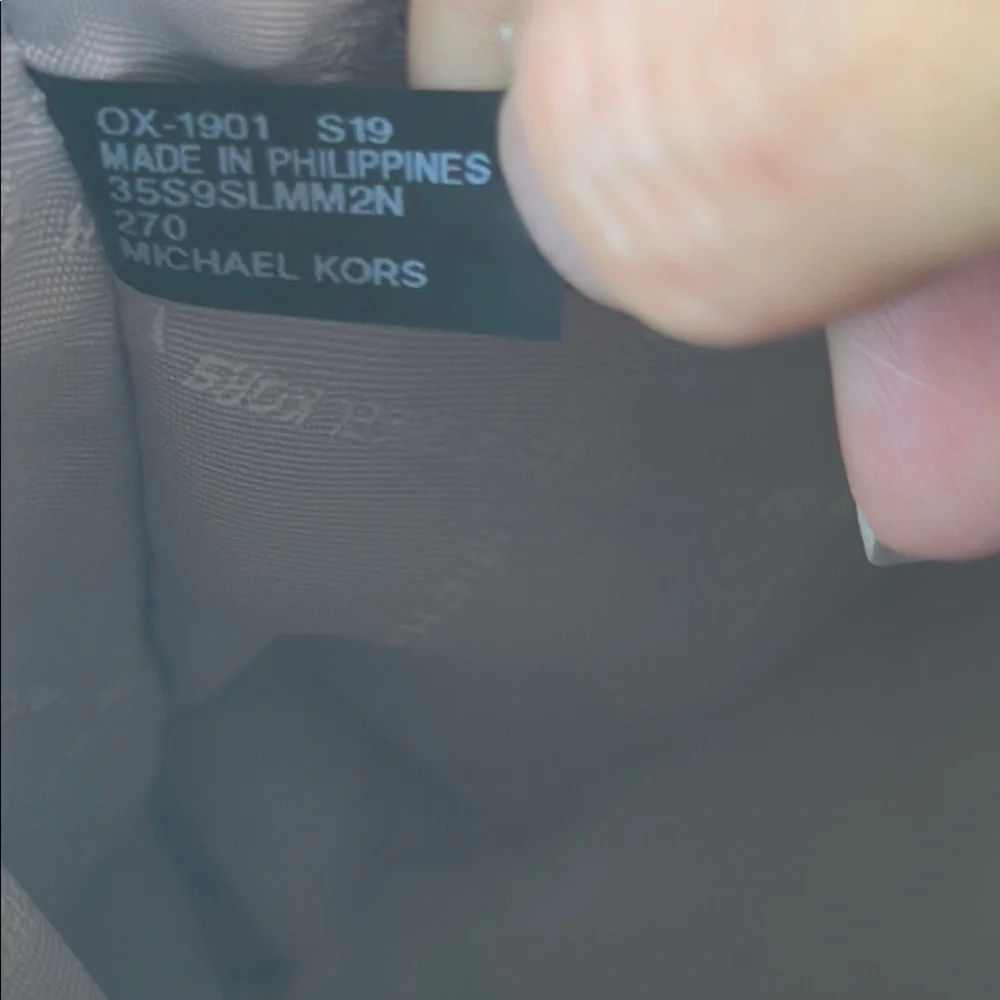 OX-1901 S19
MADE IN PHILIPPINES
35S9SLMM2N
270
MICHAEL KORS